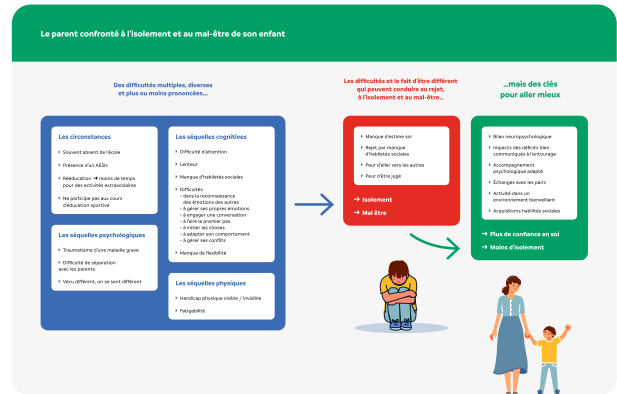 Le parent confronté à l'isolement et au mal-être de son enfant
Des difficultés multiples, diverses
et plus ou moins prononcées...
Les circonstances
Souvent absent de l'école
Présence d'un AESH
Rééducation → moins de temps
pour des activités extrascolaires
Ne participe pas aux cours
d'éducation sportive
Les séquelles psychologiques
Traumatisme d'une maladie grave
Difficulté de séparation
avec les parents
Vécu différent, on se sent différent
Les séquelles cognitives
Difficulté d'attention
Lenteur
Manque d'habiletés sociales
Difficultés
- dans la reconnaissance
des émotions des autres
- à gérer ses propres émotions
- à engager une conversation
- à faire le premier pas
- à initier les choses
- à adapter son comportement
- à gérer ses conflits
Manque de flexibilité
Les séquelles physiques
Handicap physique visible / invisible
Fatigabilité
Les difficultés et le fait d'être différent
qui peuvent conduire au rejet,
à l'isolement et au mal-être...
Manque d'estime soi
Rejet par manque
d'habiletés sociales
Peur d'aller vers les autres
Peur d'être jugé
→ Isolement
→ Mal être
...mais des clés
pour aller mieux
Bilan neuropsychologique
Impacts des déficits bien
communiqués à l'entourage
Accompagnement
psychologique adapté
Echanges avec les pairs
Activité dans un
environnement bienveillant
Acquisitions habilités sociales
→ Plus de confiance en soi
→ Moins d'isolement